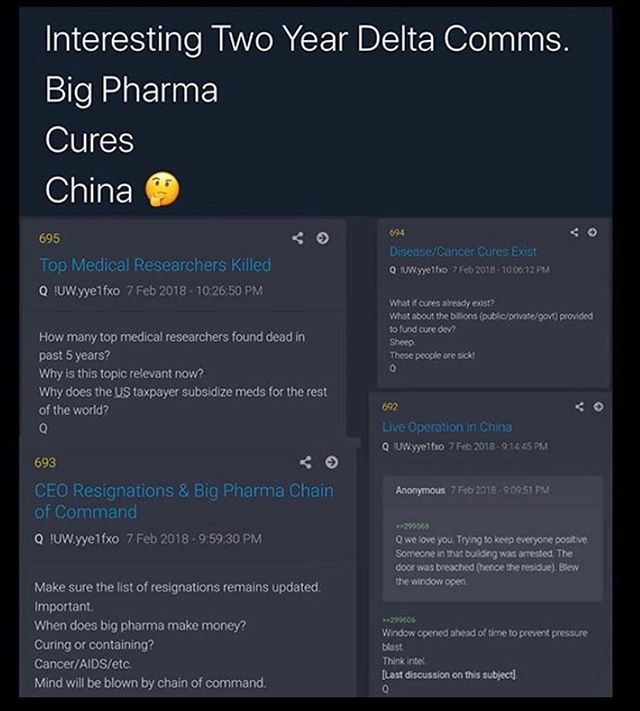 Interesting Two Year Delta Comms.
Big Pharma
Cures
China 🤔
695
Top Medical Researchers Killed
Q !UW.yye1fxo 7 Feb 2018 - 10:26:50 PM
How many top medical researchers found dead in
past 5 years?
Why is this topic relevant now?
Why does the US taxpayer subsidize meds for the rest
of the world?
Q
694
Disease/Cancer Cures Exist
Q !UW.yye1fxo 7 Feb 2018 - 10:06:12 PM
What if cures already exist?
What about the billions (public/private/govt) provided
to fund cure dev?
Sheep.
These people are sick!
Q
693
CEO Resignations & Big Pharma Chain
of Command
Q !UW.yye1fxo 7 Feb 2018 - 9:59:30 PM
Make sure the list of resignations remains updated.
Important.
When does big pharma make money?
Curing or containing?
Cancer/AIDS/etc.
Mind will be blown by chain of command.
692
Live Operation in China
Q !UW.yye1fxo 7 Feb 2018 - 9:14:45 PM
Anonymous 7 Feb 2018 - 9:09:51 PM
>>299568
Q we love you. Trying to keep everyone positive.
Someone in that building was arrested. The
door was breached (hence the residue). Blew
the window open.
>>299606
Window opened ahead of time to prevent pressure
blast.
Think intel.
[Last discussion on this subject].
Q